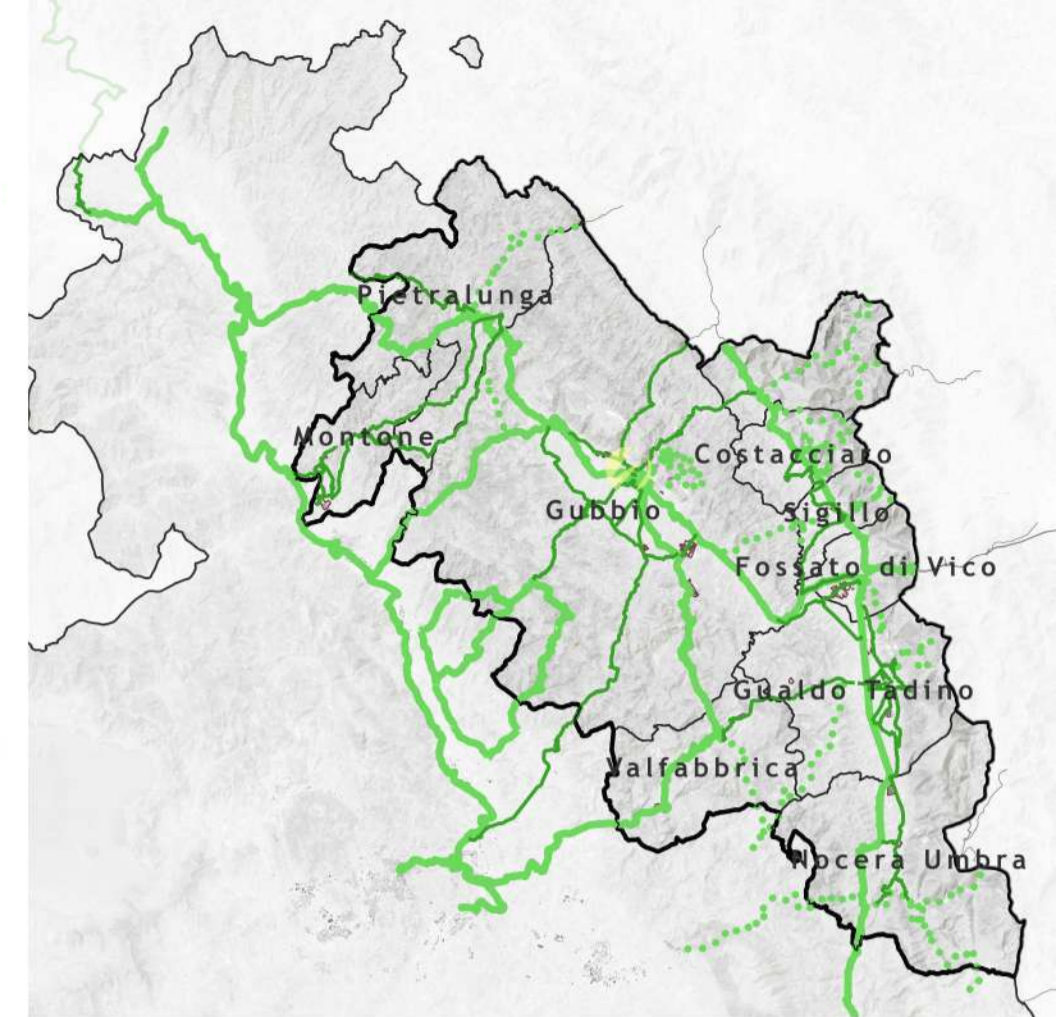 Pietralunga
Montone
Costacciaro
Gubbio
Sigillo
Fossato di Vico
Gualdo Tadino
Valfabbrica
Nocera Umbra